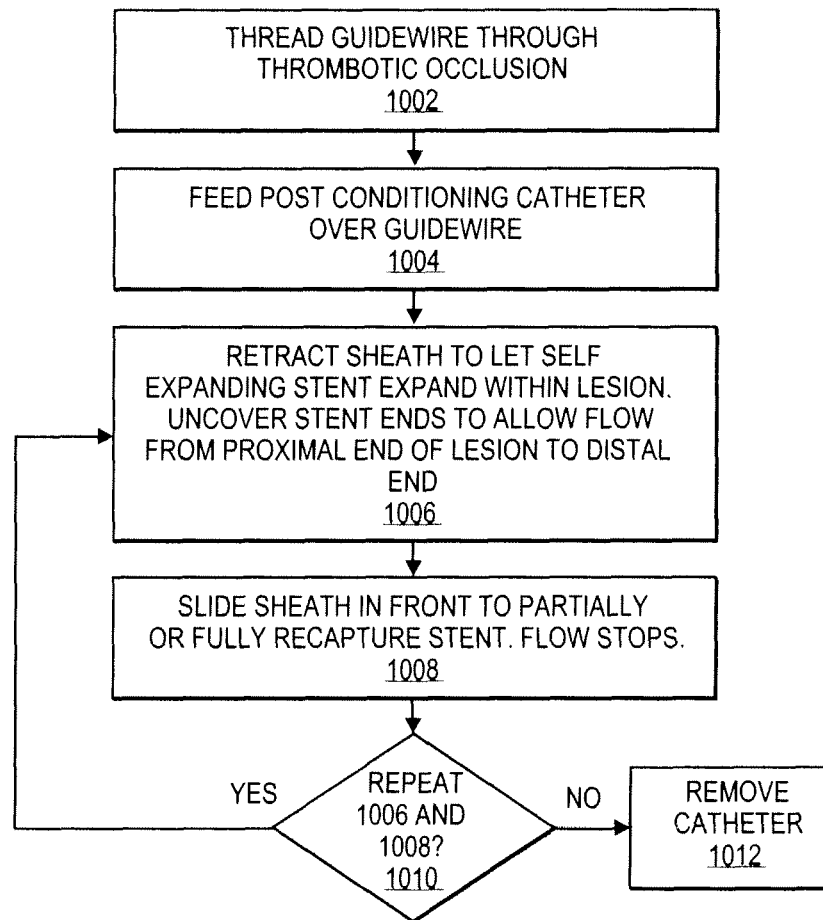 THREAD GUIDEWIRE THROUGH
THROMBOTIC OCCLUSION
1002
FEED POST CONDITIONING CATHETER
OVER GUIDEWIRE
1004
RETRACT SHEATH TO LET SELF
EXPANDING STENT EXPAND WITHIN LESION.
UNCOVER STENT ENDS TO ALLOW FLOW
FROM PROXIMAL END OF LESION TO DISTAL
END
1006
SLIDE SHEATH IN FRONT TO PARTIALLY
OR FULLY RECAPTURE STENT. FLOW STOPS.
1008
YES
REPEAT
1006 AND
1008?
1010
NO
REMOVE
CATHETER
1012